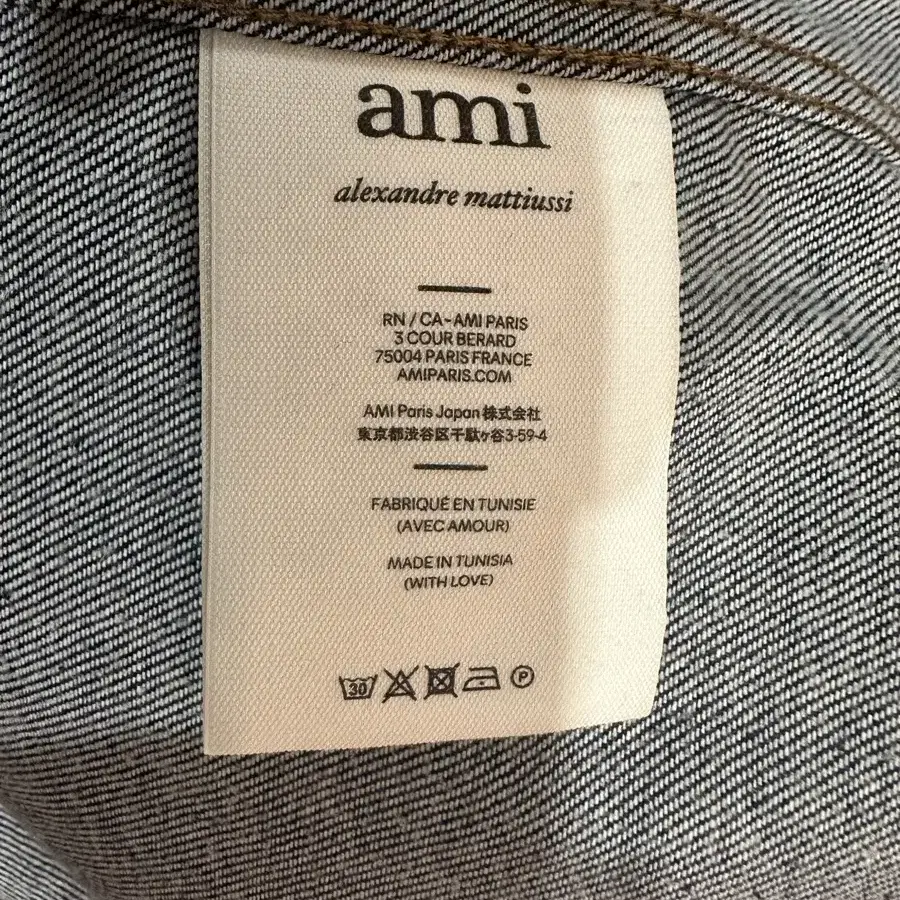 ami
alexandre mattiussi
RN / CA-AMI PARIS
3 COUR BERARD
75004 PARIS FRANCE
AMIPARIS.COM
AMI Paris Japan 株式会社
東京都渋谷区千駄ヶ谷3-59-4
FABRIQUÉ EN TUNISIE
(AVEC AMOUR)
MADE IN TUNISIA
(WITH LOVE)
30 P